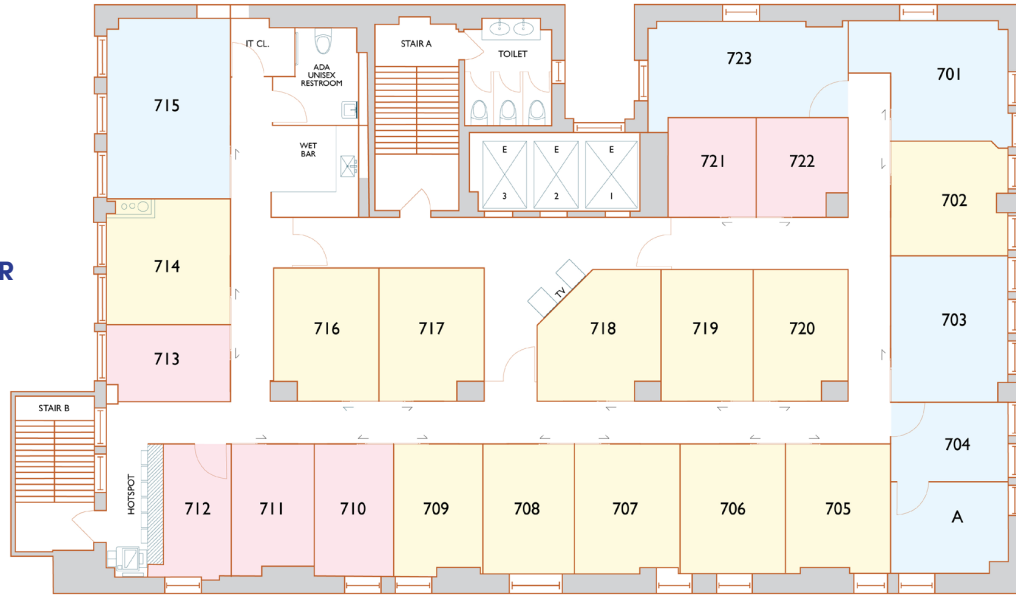 IT CL.
ADA
UNISEX
RESTROOM
STAIR A
TOILET
723
701
715
WET
BAR
E
3
E
2
E
1
721
722
702
714
R
TV
703
716
717
718
719
720
713
STAIR B
704
HOTSPOT
712
711
710
709
708
707
706
705
A